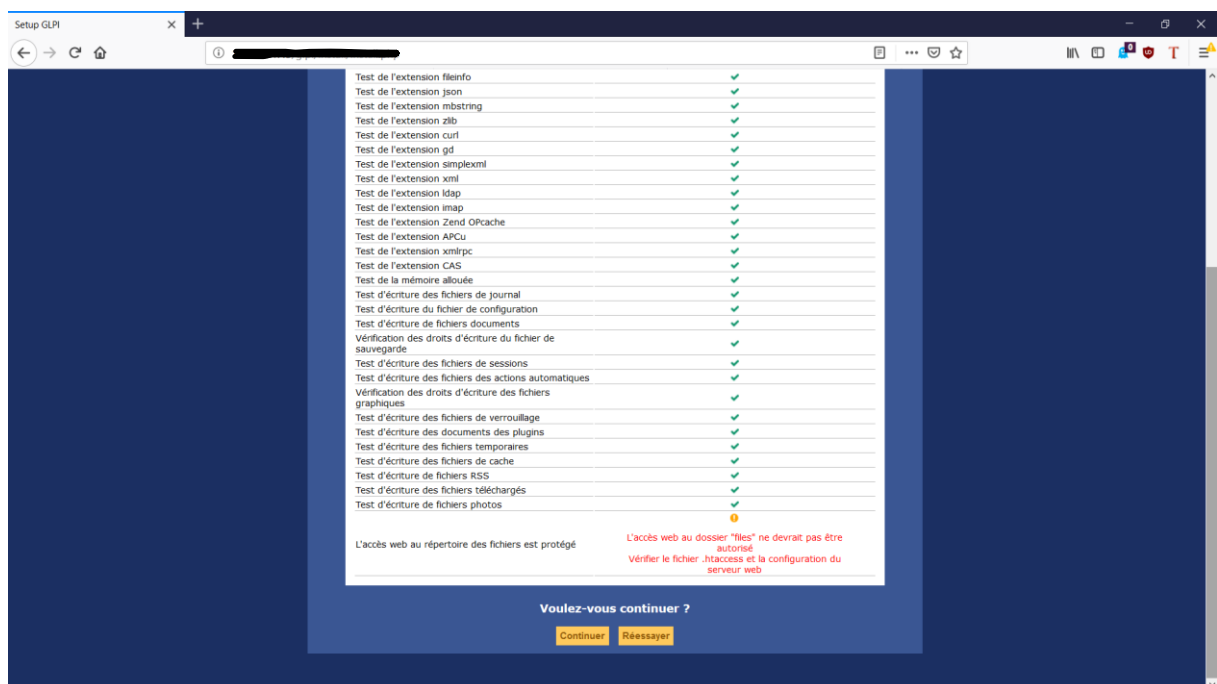 Setup GLPI
Test de l'extension fileinfo
Test de l'extension json
Test de l'extension mbstring
Test de l'extension zlib
Test de l'extension curl
Test de l'extension gd
Test de l'extension simplexml
Test de l'extension xml
Test de l'extension ldap
Test de l'extension imap
Test de l'extension Zend OPcache
Test de l'extension APCu
Test de l'extension xmlrpc
Test de l'extension CAS
Test de la mémoire allouée
Test d'écriture des fichiers de journal
Test d'écriture du fichier de configuration
Test d'écriture de fichiers documents
Vérification des droits d'écriture du fichier de
sauvegarde
Test d'écriture des fichiers de sessions
Test d'écriture des fichiers des actions automatiques
Vérification des droits d'écriture des fichiers
graphiques
Test d'écriture des fichiers de verrouillage
Test d'écriture des documents des plugins
Test d'écriture des fichiers temporaires
Test d'écriture des fichiers de cache
Test d'écriture de fichiers RSS
Test d'écriture des fichiers téléchargés
Test d'écriture de fichiers photos
L'accès web au répertoire des fichiers est protégé
L'accès web au dossier "files" ne devrait pas être
autorisé
Vérifier le fichier .htaccess et la configuration du
serveur web
Voulez-vous continuer ?
Continuer
Réessayer